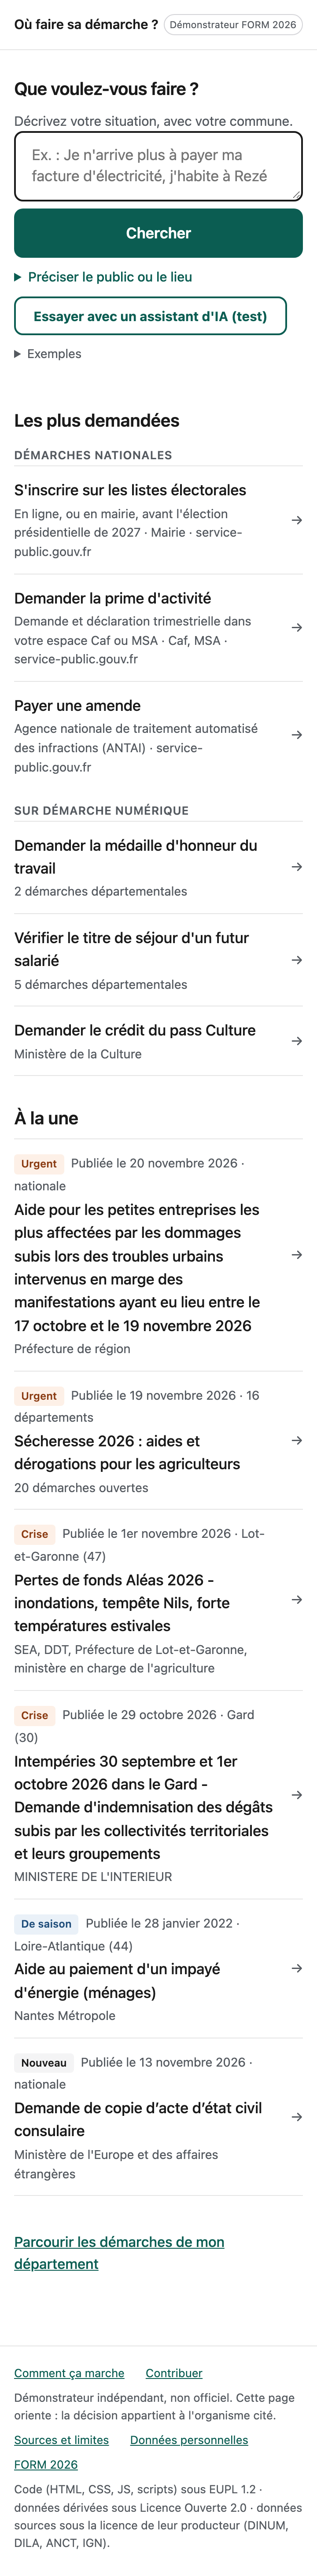 Où faire sa démarche ?
Démonstrateur FORM 2026
Que voulez-vous faire ?
Décrivez votre situation, avec votre commune.
Ex. : Je n'arrive plus à payer ma
facture d'électricité, j'habite à Rezé
Chercher
Préciser le public ou le lieu
Essayer avec un assistant d'IA (test)
Exemples
Les plus demandées
DÉMARCHES NATIONALES
S'inscrire sur les listes électorales
En ligne, ou en mairie, avant l'élection
présidentielle de 2027 · Mairie · service-
public.gouv.fr
Demander la prime d'activité
Demande et déclaration trimestrielle dans
votre espace Caf ou MSA · Caf, MSA ·
service-public.gouv.fr
Payer une amende
Agence nationale de traitement automatisé
des infractions (ANTAI) · service-
public.gouv.fr
SUR DÉMARCHE NUMÉRIQUE
Demander la médaille d'honneur du
travail
2 démarches départementales
Vérifier le titre de séjour d'un futur
salarié
5 démarches départementales
Demander le crédit du pass Culture
Ministère de la Culture
À la une
Urgent Publiée le 20 novembre 2026 ·
nationale
Aide pour les petites entreprises les
plus affectées par les dommages
subis lors des troubles urbains
intervenus en marge des
manifestations ayant eu lieu entre le
17 octobre et le 19 novembre 2026
Préfecture de région
Urgent Publiée le 19 novembre 2026 · 16
départements
Sécheresse 2026 : aides et
dérogations pour les agriculteurs
20 démarches ouvertes
Crise Publiée le 1er novembre 2026 · Lot-
et-Garonne (47)
Pertes de fonds Aléas 2026 -
inondations, tempête Nils, forte
températures estivales
SEA, DDT, Préfecture de Lot-et-Garonne,
ministère en charge de l'agriculture
Crise Publiée le 29 octobre 2026 · Gard
(30)
Intempéries 30 septembre et 1er
octobre 2026 dans le Gard -
Demande d'indemnisation des dégâts
subis par les collectivités territoriales
et leurs groupements
MINISTERE DE L'INTERIEUR
De saison Publiée le 28 janvier 2022 ·
Loire-Atlantique (44)
Aide au paiement d'un impayé
d'énergie (ménages)
Nantes Métropole
Nouveau Publiée le 13 novembre 2026 ·
nationale
Demande de copie d’acte d’état civil
consulaire
Ministère de l'Europe et des affaires
étrangères
Parcourir les démarches de mon
département
Comment ça marche Contribuer
Démonstrateur indépendant, non officiel. Cette page
oriente : la décision appartient à l'organisme cité.
Sources et limites Données personnelles
FORM 2026
Code (HTML, CSS, JS, scripts) sous EUPL 1.2 ·
données dérivées sous Licence Ouverte 2.0 · données
sources sous la licence de leur producteur (DINUM,
DILA, ANCT, IGN).